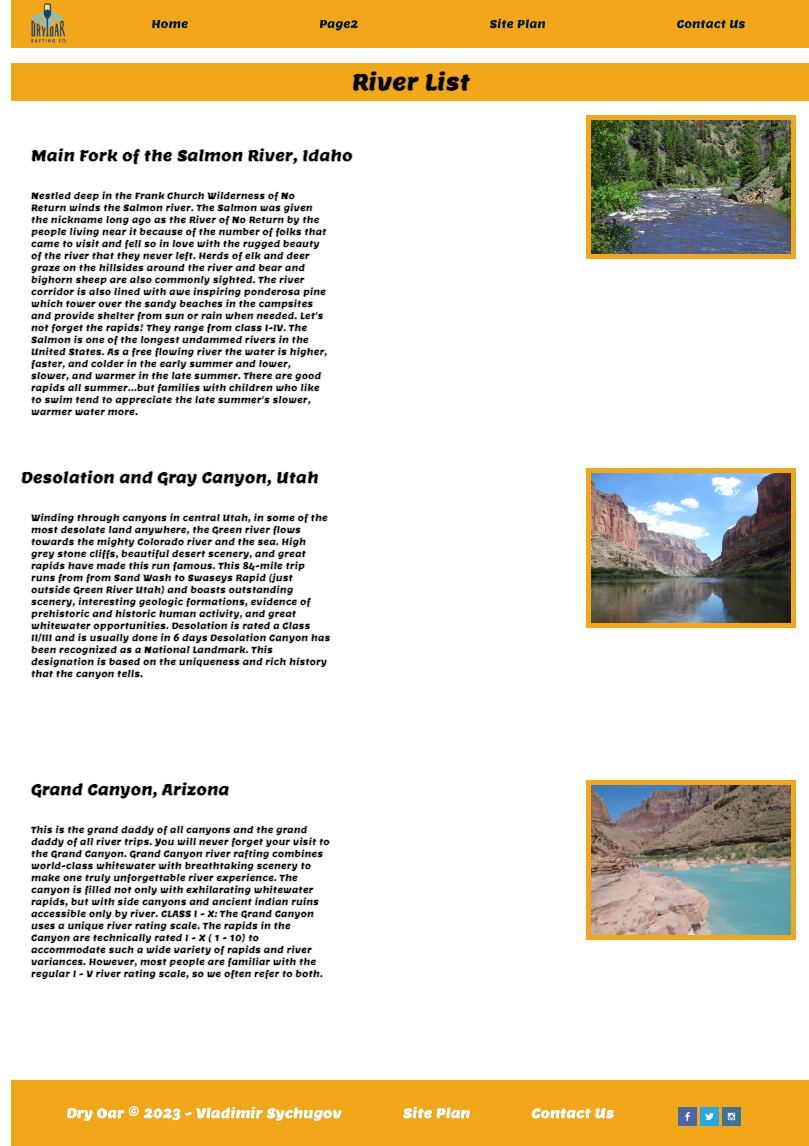 DRY OAR
RAFTING CO.
Home Page2 Site Plan Contact Us
River List
Main Fork of the Salmon River, Idaho
Nestled deep in the Frank Church Wilderness of No
Return winds the Salmon river. The Salmon was given
the nickname long ago as the River of No Return by the
people living near it because of the number of folks that
came to visit and fell so in love with the rugged beauty
of the river that they never left. Herds of elk and deer
graze on the hillsides around the river and bear and
bighorn sheep are also commonly sighted. The river
corridor is also lined with awe inspiring ponderosa pine
which tower over the sandy beaches in the campsites
and provide shelter from sun or rain when needed. Let's
not forget the rapids! They range from class I-IV. The
Salmon is one of the longest undammed rivers in the
United States. As a free flowing river the water is higher,
faster, and colder in the early summer and lower,
slower, and warmer in the late summer. There are good
rapids all summer...but families with children who like
to swim tend to appreciate the late summer's slower,
warmer water more.
Desolation and Gray Canyon, Utah
Winding through canyons in central Utah, in some of the
most desolate land anywhere, the Green river flows
towards the mighty Colorado river and the sea. High
grey stone cliffs, beautiful desert scenery, and great
rapids have made this run famous. This 84-mile trip
runs from from Sand Wash to Swaseys Rapid (just
outside Green River Utah) and boasts outstanding
scenery, interesting geologic formations, evidence of
prehistoric and historic human activity, and great
whitewater opportunities. Desolation is rated a Class
II/III and is usually done in 6 days Desolation Canyon has
been recognized as a National Landmark. This
designation is based on the uniqueness and rich history
that the canyon tells.
Grand Canyon, Arizona
This is the grand daddy of all canyons and the grand
daddy of all river trips. You will never forget your visit to
the Grand Canyon. Grand Canyon river rafting combines
world-class whitewater with breathtaking scenery to
make one truly unforgettable river experience. The
canyon is filled not only with exhilarating whitewater
rapids, but with side canyons and ancient indian ruins
accessible only by river. CLASS I - X: The Grand Canyon
uses a unique river rating scale. The rapids in the
Canyon are technically rated I - X ( 1 - 10) to
accommodate such a wide variety of rapids and river
variances. However, most people are familiar with the
regular I - V river rating scale, so we often refer to both.
Dry Oar © 2023 - Vladimir Sychugov Site Plan Contact Us